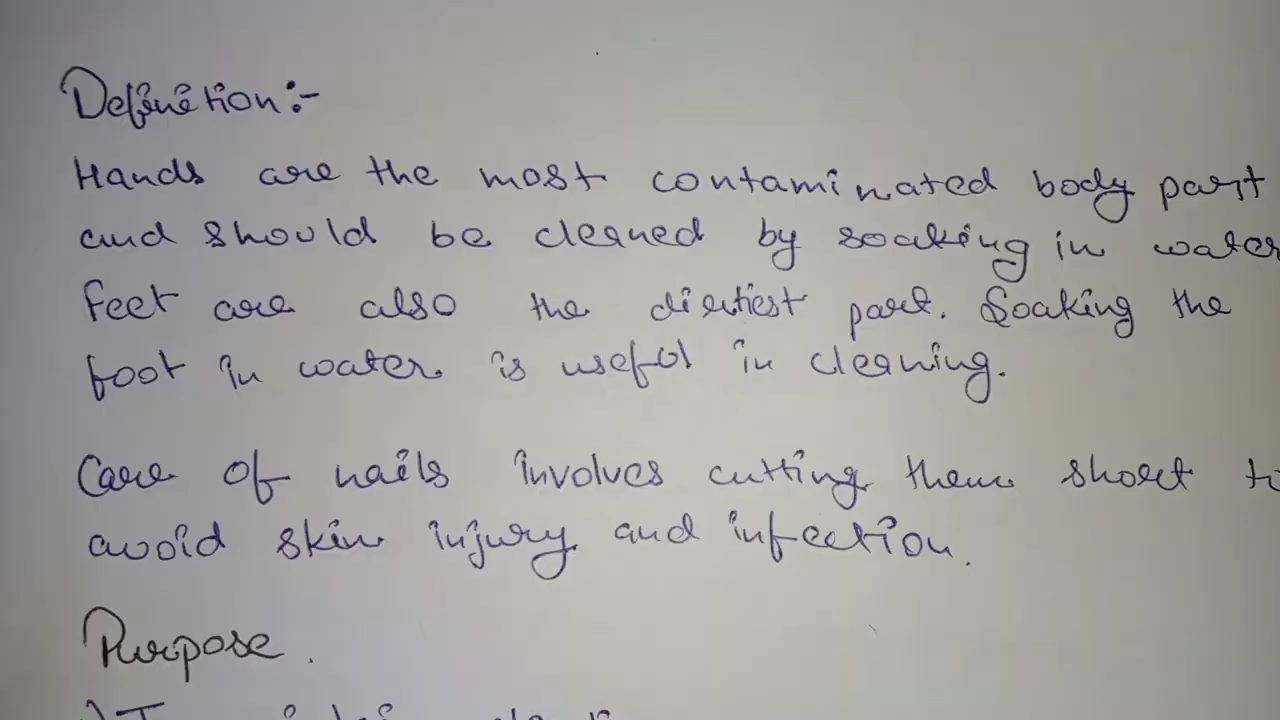 Definition:-
Hands are the most contaminated body part
and should be cleaned by soaking in water
Feet are also the dirtiest part. Soaking the
foot in water is useful in cleaning.
Care of nails involves cutting them short to
avoid skin injury and infection.
Purpose.